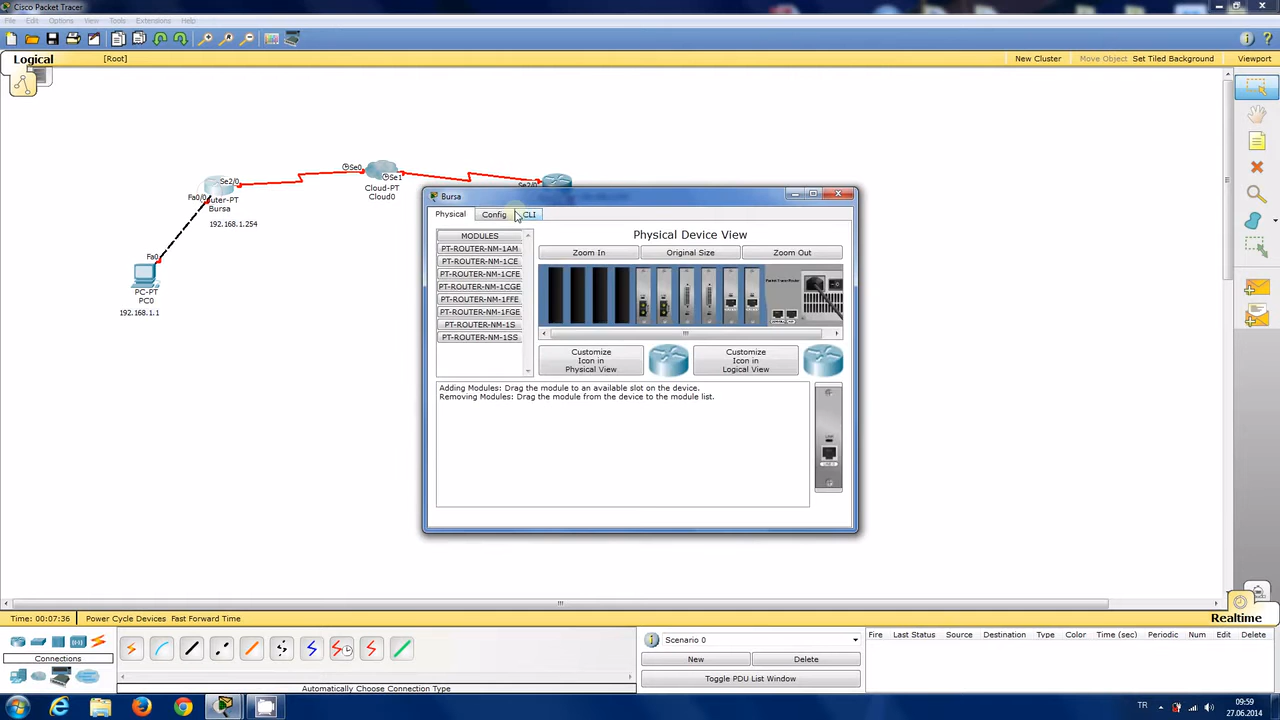 Cisco Packet Tracer
File Edit Options View Tools Extensions Help
Logical [Root] New Cluster Move Object Set Tiled Background Viewport
Se0
Se1
Cloud-PT
Cloud0
Se2/0
Se2/0
Fa0/0
outer-PT
Bursa
192.168.1.254
Fa0
PC-PT
PC0
192.168.1.1
Bursa
Physical Config CLI
MODULES
PT-ROUTER-NM-1AM
PT-ROUTER-NM-1CE
PT-ROUTER-NM-1CFE
PT-ROUTER-NM-1CGE
PT-ROUTER-NM-1FFE
PT-ROUTER-NM-1FGE
PT-ROUTER-NM-1S
PT-ROUTER-NM-1SS
Physical Device View
Zoom In Original Size Zoom Out
Customize
Icon in
Physical View
Customize
Icon in
Logical View
Adding Modules: Drag the module to an available slot on the device.
Removing Modules: Drag the module from the device to the module list.
Time: 00:07:36 Power Cycle Devices Fast Forward Time
Realtime
Connections
Automatically Choose Connection Type
Scenario 0
New Delete
Toggle PDU List Window
Fire Last Status Source Destination Type Color Time (sec) Periodic Num Edit Delete
TR
09:59
27.06.2014